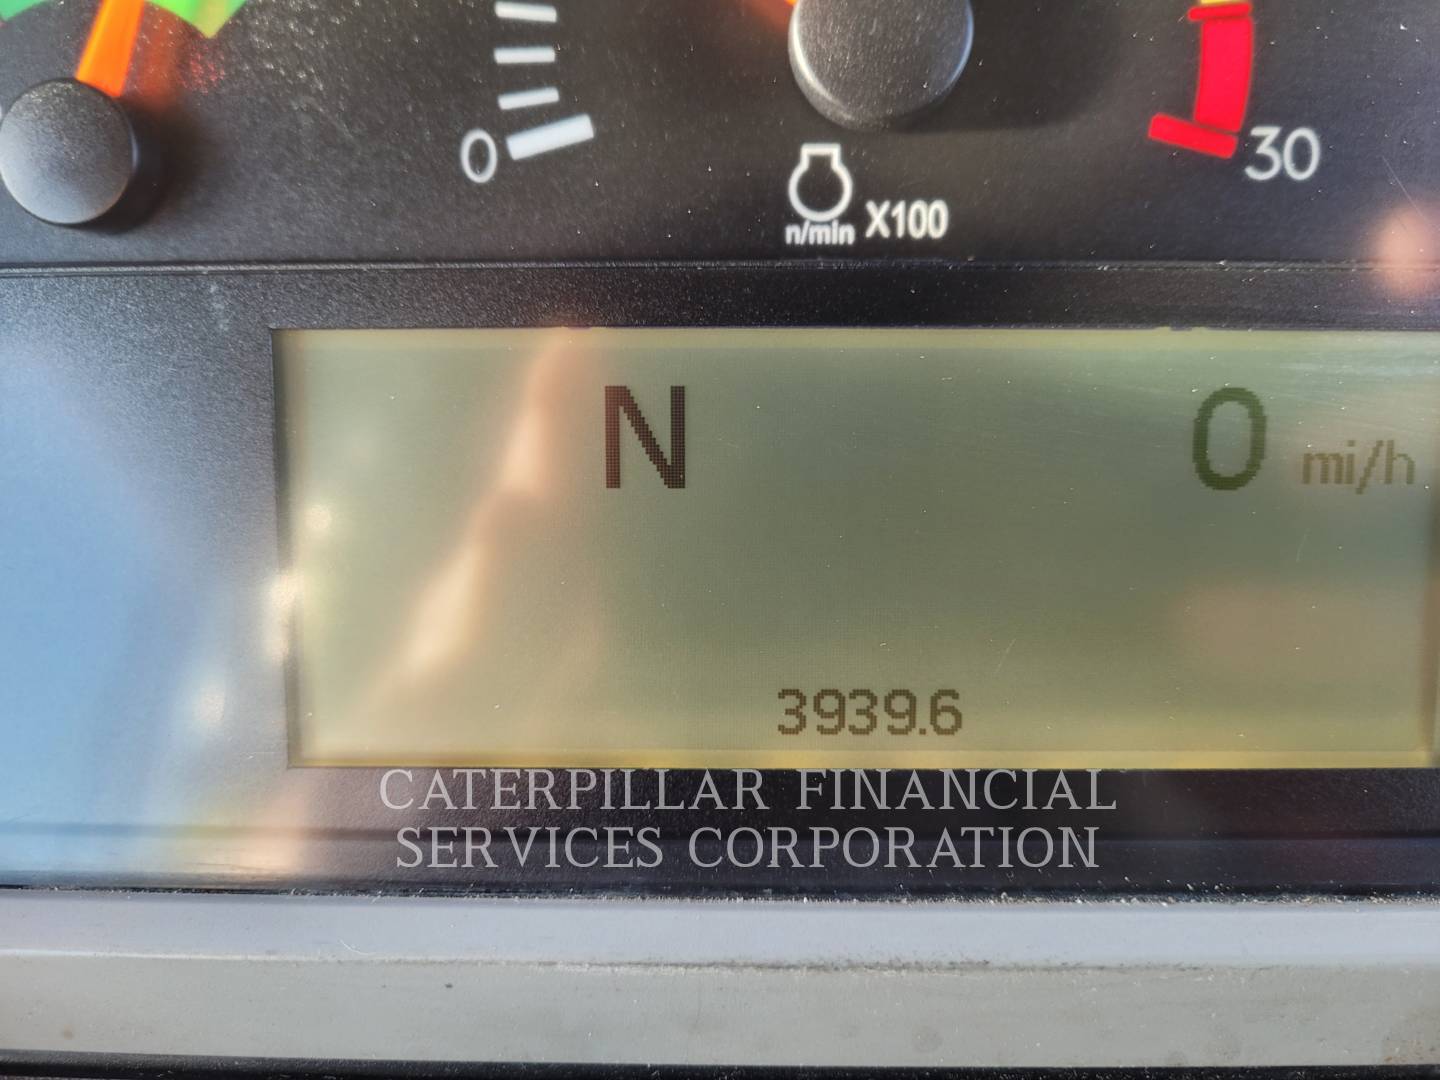 0
30
n/min X100
N 0 mi/h
3939.6
CATERPILLAR FINANCIAL
SERVICES CORPORATION